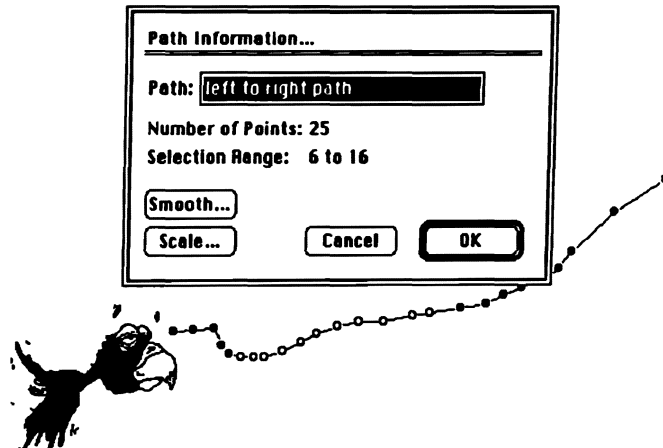 Path Information...
Path: left to right path
Number of Points: 25
Selection Range: 6 to 16
Smooth...
Scale... Cancel OK